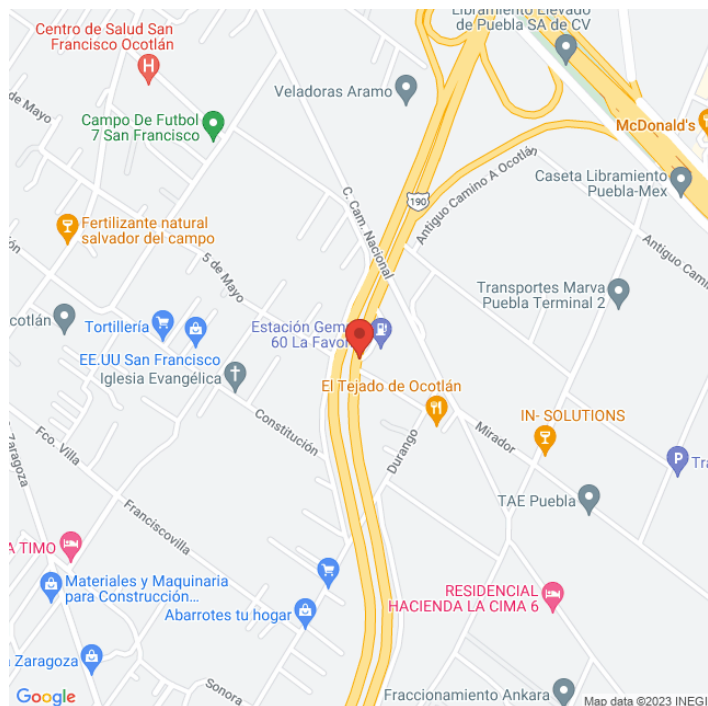 Libramiento Elevado
de Puebla SA de CV
Centro de Salud San
Francisco Ocotlán
H
Veladoras Aramo
5 de Mayo
Campo De Futbol
7 San Francisco
McDonald's
Caseta Libramiento
Puebla-Mex
190
Antiguo Camino A Ocotlán
C. Cam. Nacional
Fertilizante natural
salvador del campo
5 de Mayo
Antiguo Cam
Transportes Marva
Puebla Terminal 2
cotlán
Tortillería
Estación Gem
60 La Favor
EE.UU San Francisco
Iglesia Evangélica
El Tejado de Ocotlán
IN- SOLUTIONS
Constitución
Mirador
Durango
Zaragoza
Fco. Villa
P
Tra
TAE Puebla
Franciscovilla
A TIMO
Materiales y Maquinaria
para Construcción...
Abarrotes tu hogar
RESIDENCIAL
HACIENDA LA CIMA 6
Zaragoza
Sonora
Fraccionamiento Ankara
Google
Map data ©2023 INEGI